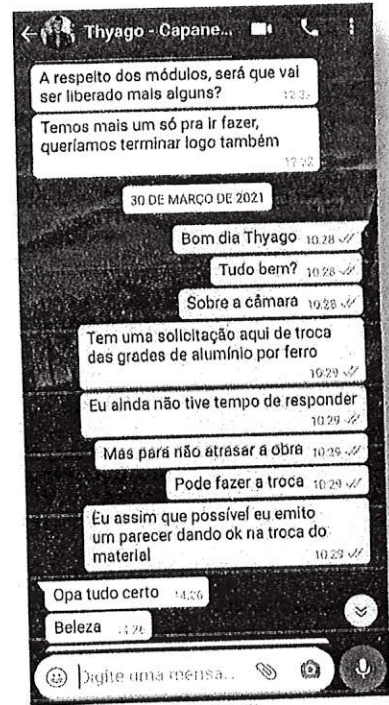 Thyago - Capane...
A respeito dos módulos, será que vai
ser liberado mais alguns?
Temos mais um só pra ir fazer,
queríamos terminar logo também
30 DE MARÇO DE 2021
Bom dia Thyago 10:28
Tudo bem? 10:28
Sobre a câmara 10:28
Tem uma solicitação aqui de troca
das grades de alumínio por ferro
10:29
Eu ainda não tive tempo de responder
10:29
Mas para não atrasar a obra 10:29
Pode fazer a troca 10:29
Eu assim que possível eu emito
um parecer dando ok na troca do
material 10:29
Opa tudo certo 14:26
Beleza 14:26
Digite uma mensa...